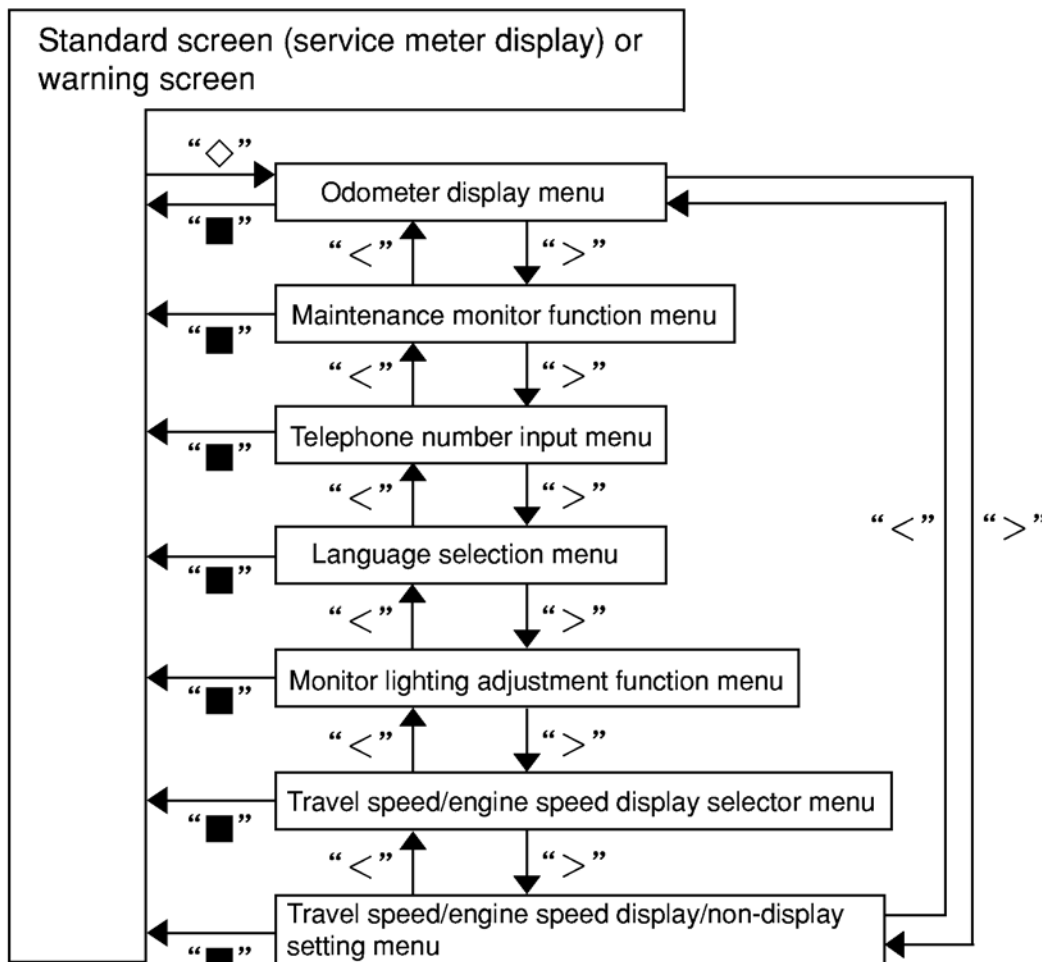 Standard screen (service meter display) or
warning screen
“◇”
Odometer display menu
“■”
“<” “>”
Maintenance monitor function menu
“■”
“<” “>”
Telephone number input menu
“■”
“<” “>”
“<” “>”
Language selection menu
“■”
“<” “>”
Monitor lighting adjustment function menu
“■”
“<” “>”
Travel speed/engine speed display selector menu
“■”
“<” “>”
Travel speed/engine speed display/non-display
setting menu
“■”